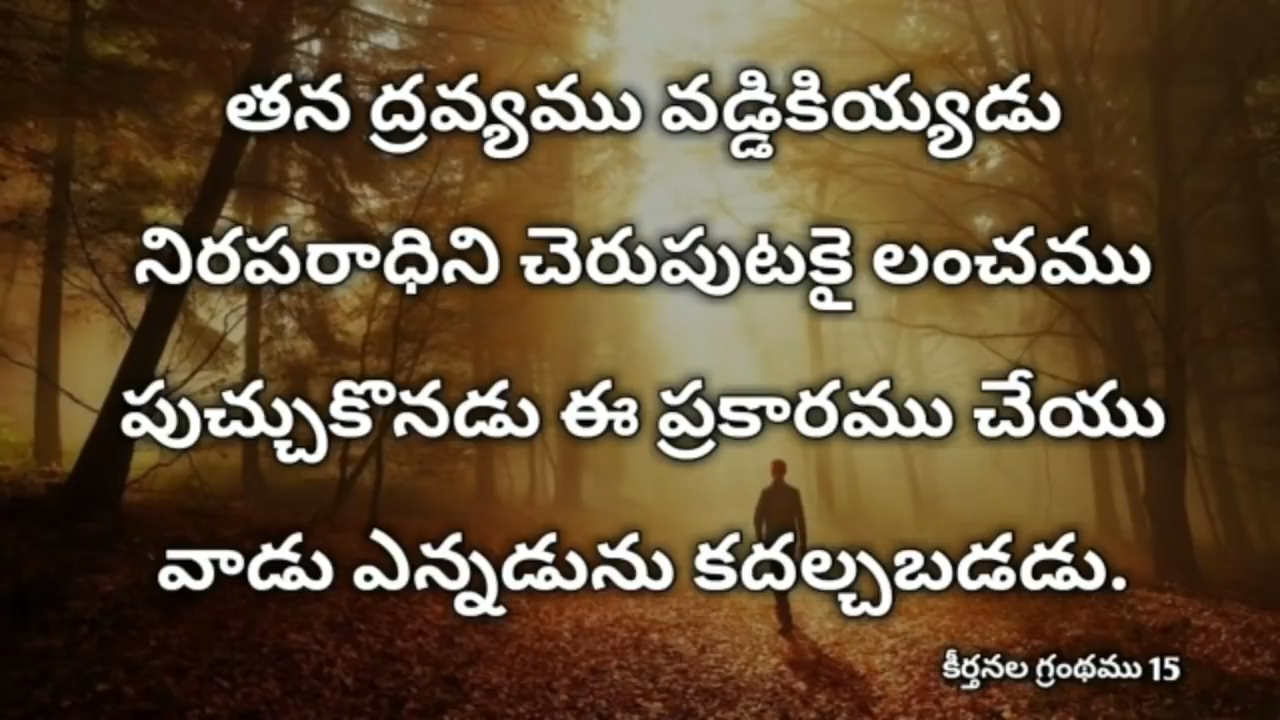 తన ద్రవ్యము వడ్డికియ్యడు
నిరపరాధిని చెరుపుటకై లంచము
పుచ్చుకొనడు ఈ ప్రకారము చేయు
వాడు ఎన్నడును కదల్చబడడు.
కీర్తనల గ్రంథము 15